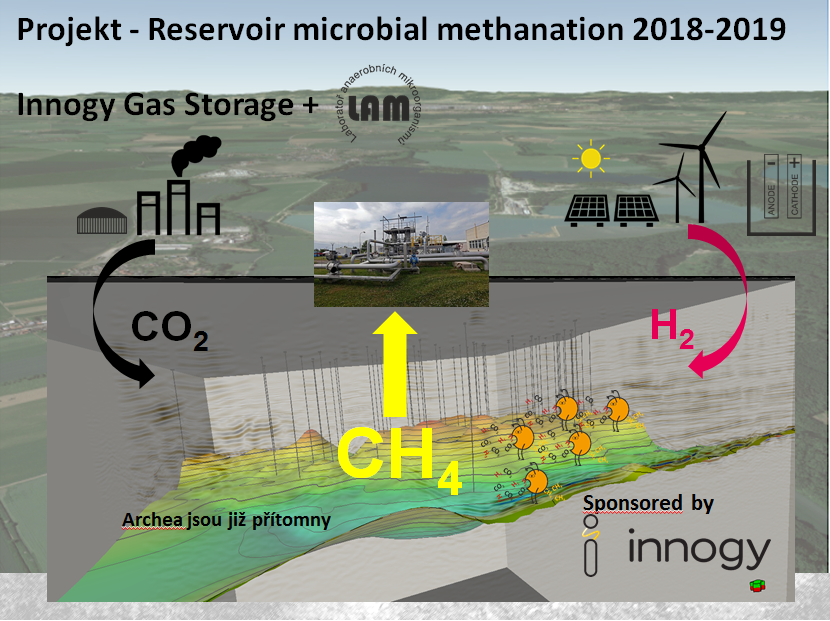 Projekt - Reservoir microbial methanation 2018-2019
Innogy Gas Storage +
Laboratoř anaerobních mikroorganismů
LAM
ANODE -
CATHODE +
CO2
H2
CH4
Archea jsou již přítomny
Sponsored by
innogy